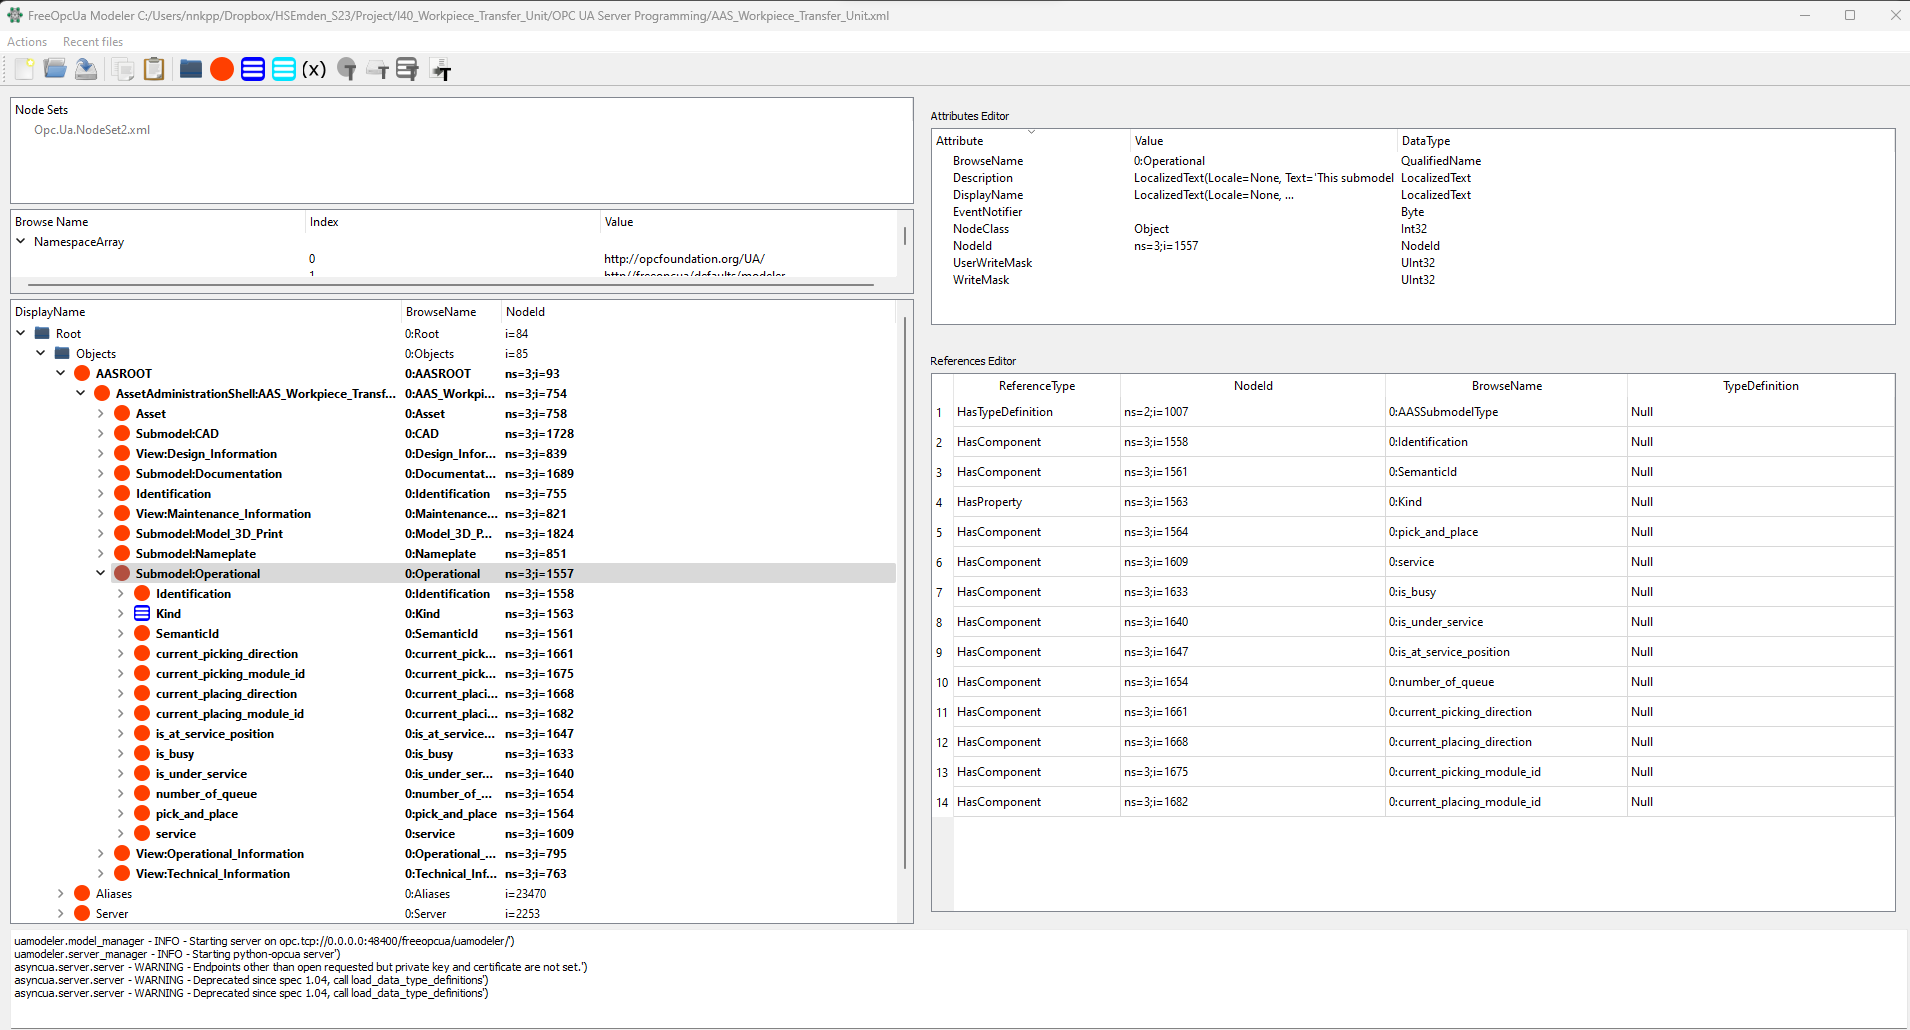 FreeOpcUa Modeler C:/Users/nnkpp/Dropbox/HSEmden_S23/Project/I40_Workpiece_Transfer_Unit/OPC UA Server Programming/AAS_Workpiece_Transfer_Unit.xml
Actions Recent files
(x)
Node Sets
Opc.Ua.NodeSet2.xml
Browse Name Index Value
NamespaceArray
0 http://opcfoundation.org/UA/
1 http://freeopcua/defaults/modeler
DisplayName BrowseName NodeId
Root 0:Root i=84
Objects 0:Objects i=85
AASROOT 0:AASROOT ns=3;i=93
AssetAdministrationShell:AAS_Workpiece_Transf... 0:AAS_Workpi... ns=3;i=754
Asset 0:Asset ns=3;i=758
Submodel:CAD 0:CAD ns=3;i=1728
View:Design_Information 0:Design_Infor... ns=3;i=839
Submodel:Documentation 0:Documentat... ns=3;i=1689
Identification 0:Identification ns=3;i=755
View:Maintenance_Information 0:Maintenance... ns=3;i=821
Submodel:Model_3D_Print 0:Model_3D_P... ns=3;i=1824
Submodel:Nameplate 0:Nameplate ns=3;i=851
Submodel:Operational 0:Operational ns=3;i=1557
Identification 0:Identification ns=3;i=1558
Kind 0:Kind ns=3;i=1563
SemanticId 0:SemanticId ns=3;i=1561
current_picking_direction 0:current_pick... ns=3;i=1661
current_picking_module_id 0:current_pick... ns=3;i=1675
current_placing_direction 0:current_placi... ns=3;i=1668
current_placing_module_id 0:current_placi... ns=3;i=1682
is_at_service_position 0:is_at_service... ns=3;i=1647
is_busy 0:is_busy ns=3;i=1633
is_under_service 0:is_under_ser... ns=3;i=1640
number_of_queue 0:number_of_... ns=3;i=1654
pick_and_place 0:pick_and_place ns=3;i=1564
service 0:service ns=3;i=1609
View:Operational_Information 0:Operational_... ns=3;i=795
View:Technical_Information 0:Technical_Inf... ns=3;i=763
Aliases 0:Aliases i=23470
Server 0:Server i=2253
Attributes Editor
Attribute Value DataType
BrowseName 0:Operational QualifiedName
Description LocalizedText(Locale=None, Text='This submodel LocalizedText
DisplayName LocalizedText(Locale=None, ... LocalizedText
EventNotifier Byte
NodeClass Object Int32
NodeId ns=3;i=1557 NodeId
UserWriteMask UInt32
WriteMask UInt32
References Editor
ReferenceType NodeId BrowseName TypeDefinition
1 HasTypeDefinition ns=2;i=1007 0:AASSubmodelType Null
2 HasComponent ns=3;i=1558 0:Identification Null
3 HasComponent ns=3;i=1561 0:SemanticId Null
4 HasProperty ns=3;i=1563 0:Kind Null
5 HasComponent ns=3;i=1564 0:pick_and_place Null
6 HasComponent ns=3;i=1609 0:service Null
7 HasComponent ns=3;i=1633 0:is_busy Null
8 HasComponent ns=3;i=1640 0:is_under_service Null
9 HasComponent ns=3;i=1647 0:is_at_service_position Null
10 HasComponent ns=3;i=1654 0:number_of_queue Null
11 HasComponent ns=3;i=1661 0:current_picking_direction Null
12 HasComponent ns=3;i=1668 0:current_placing_direction Null
13 HasComponent ns=3;i=1675 0:current_picking_module_id Null
14 HasComponent ns=3;i=1682 0:current_placing_module_id Null
uamodeler.model_manager - INFO - Starting server on opc.tcp://0.0.0.0:48400/freeopcua/uamodeler/')
uamodeler.server_manager - INFO - Starting python-opcua server')
asyncua.server.server - WARNING - Endpoints other than open requested but private key and certificate are not set.')
asyncua.server.server - WARNING - Deprecated since spec 1.04, call load_data_type_definitions')
asyncua.server.server - WARNING - Deprecated since spec 1.04, call load_data_type_definitions')